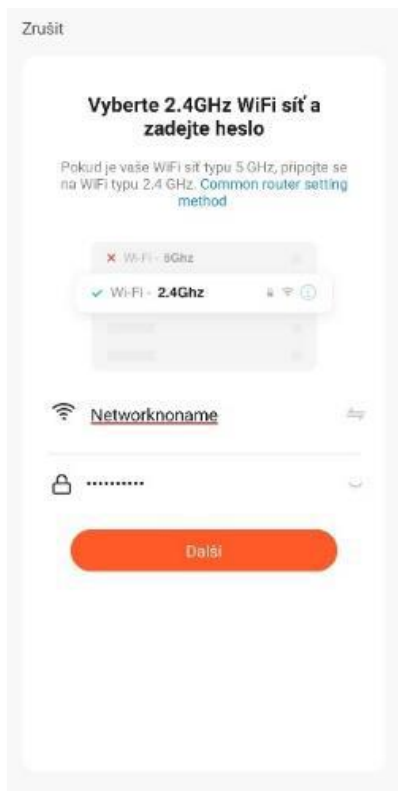 Zrušit
Vyberte 2.4GHz WiFi síť a
zadejte heslo
Pokud je vaše WiFi síť typu 5 GHz, připojte se
na WiFi typu 2.4 GHz. Common router setting
method
Wi-Fi - 5Ghz
Wi-Fi - 2.4Ghz
Networknoname
••••••••••
Další